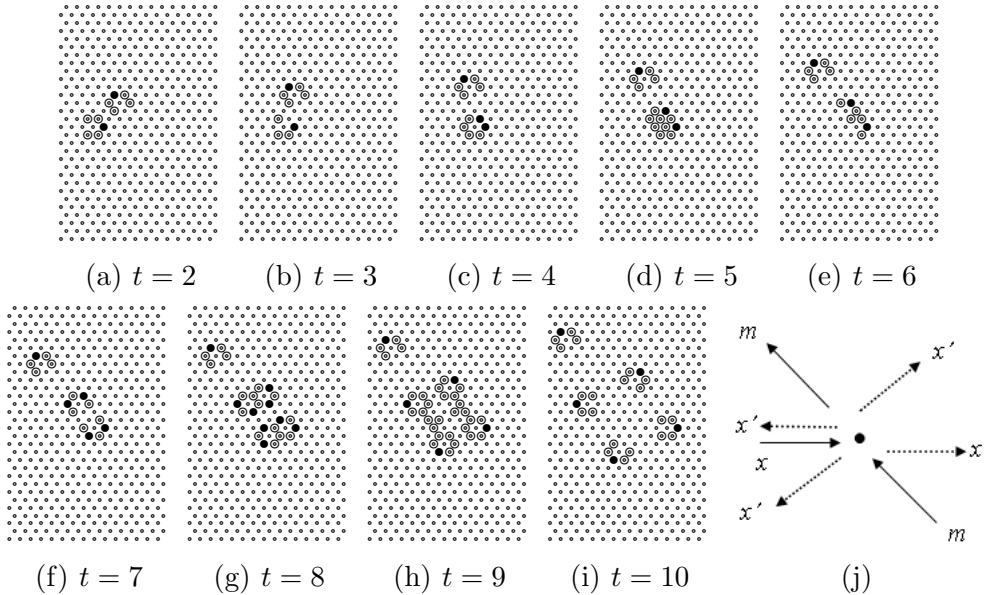 (a) t = 2 (b) t = 3 (c) t = 4 (d) t = 5 (e) t = 6
m
x′
x′
x
x
x′
m
(f) t = 7 (g) t = 8 (h) t = 9 (i) t = 10 (j)